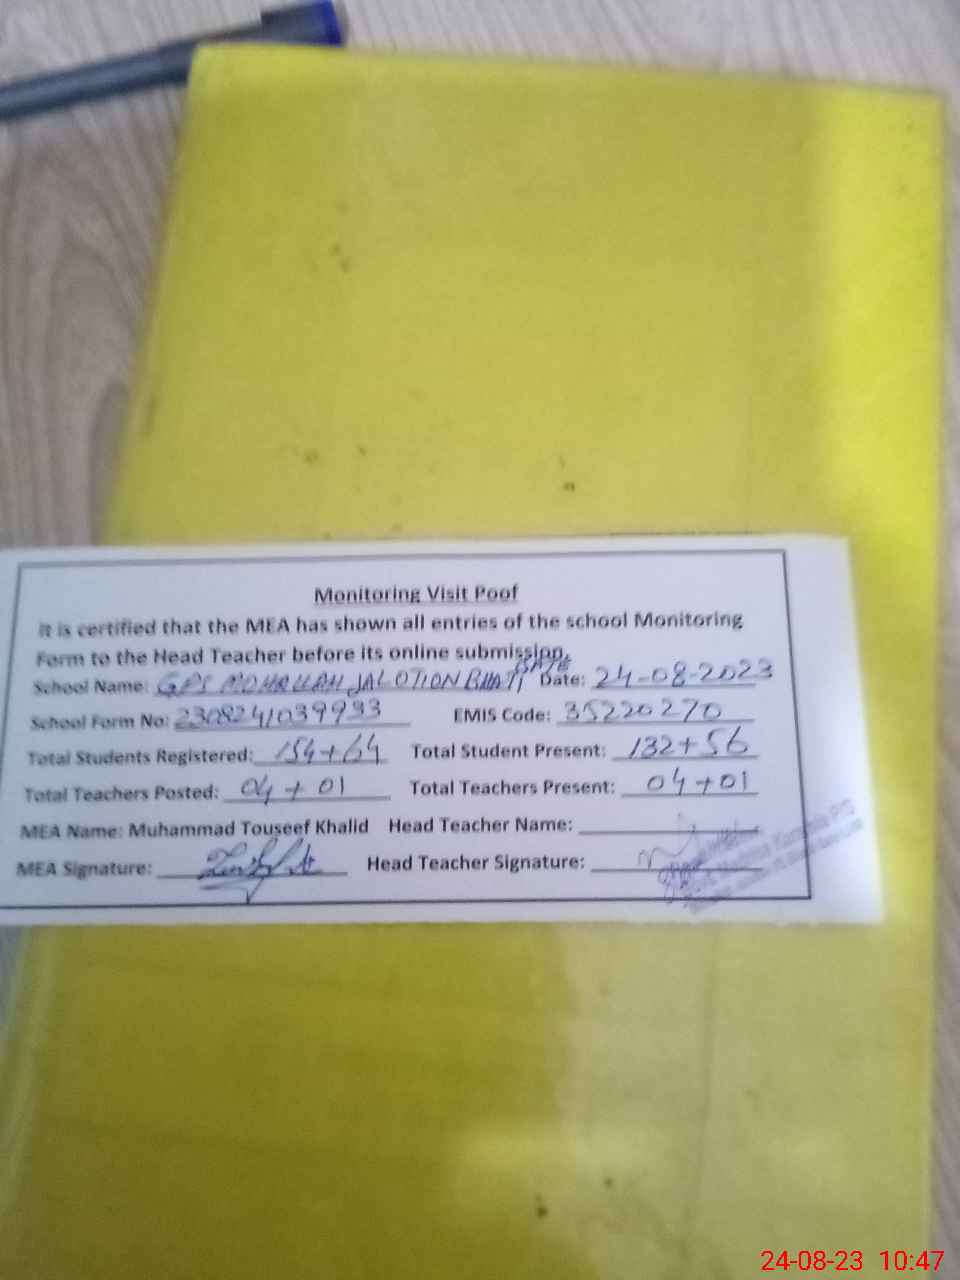 Monitoring Visit Poof
It is certified that the MEA has shown all entries of the school Monitoring
Form to the Head Teacher before its online submission.
School Name: GPS MOHALLAH JALOTION BHATI GATE Date: 24-08-2023
School Form No: 2308241039933 EMIS Code: 35220270
Total Students Registered: 154+64 Total Student Present: 132+56
Total Teachers Posted: 04 + 01 Total Teachers Present: 04+01
MEA Name: Muhammad Touseef Khalid Head Teacher Name:
MEA Signature: Head Teacher Signature:
24-08-23 10:47